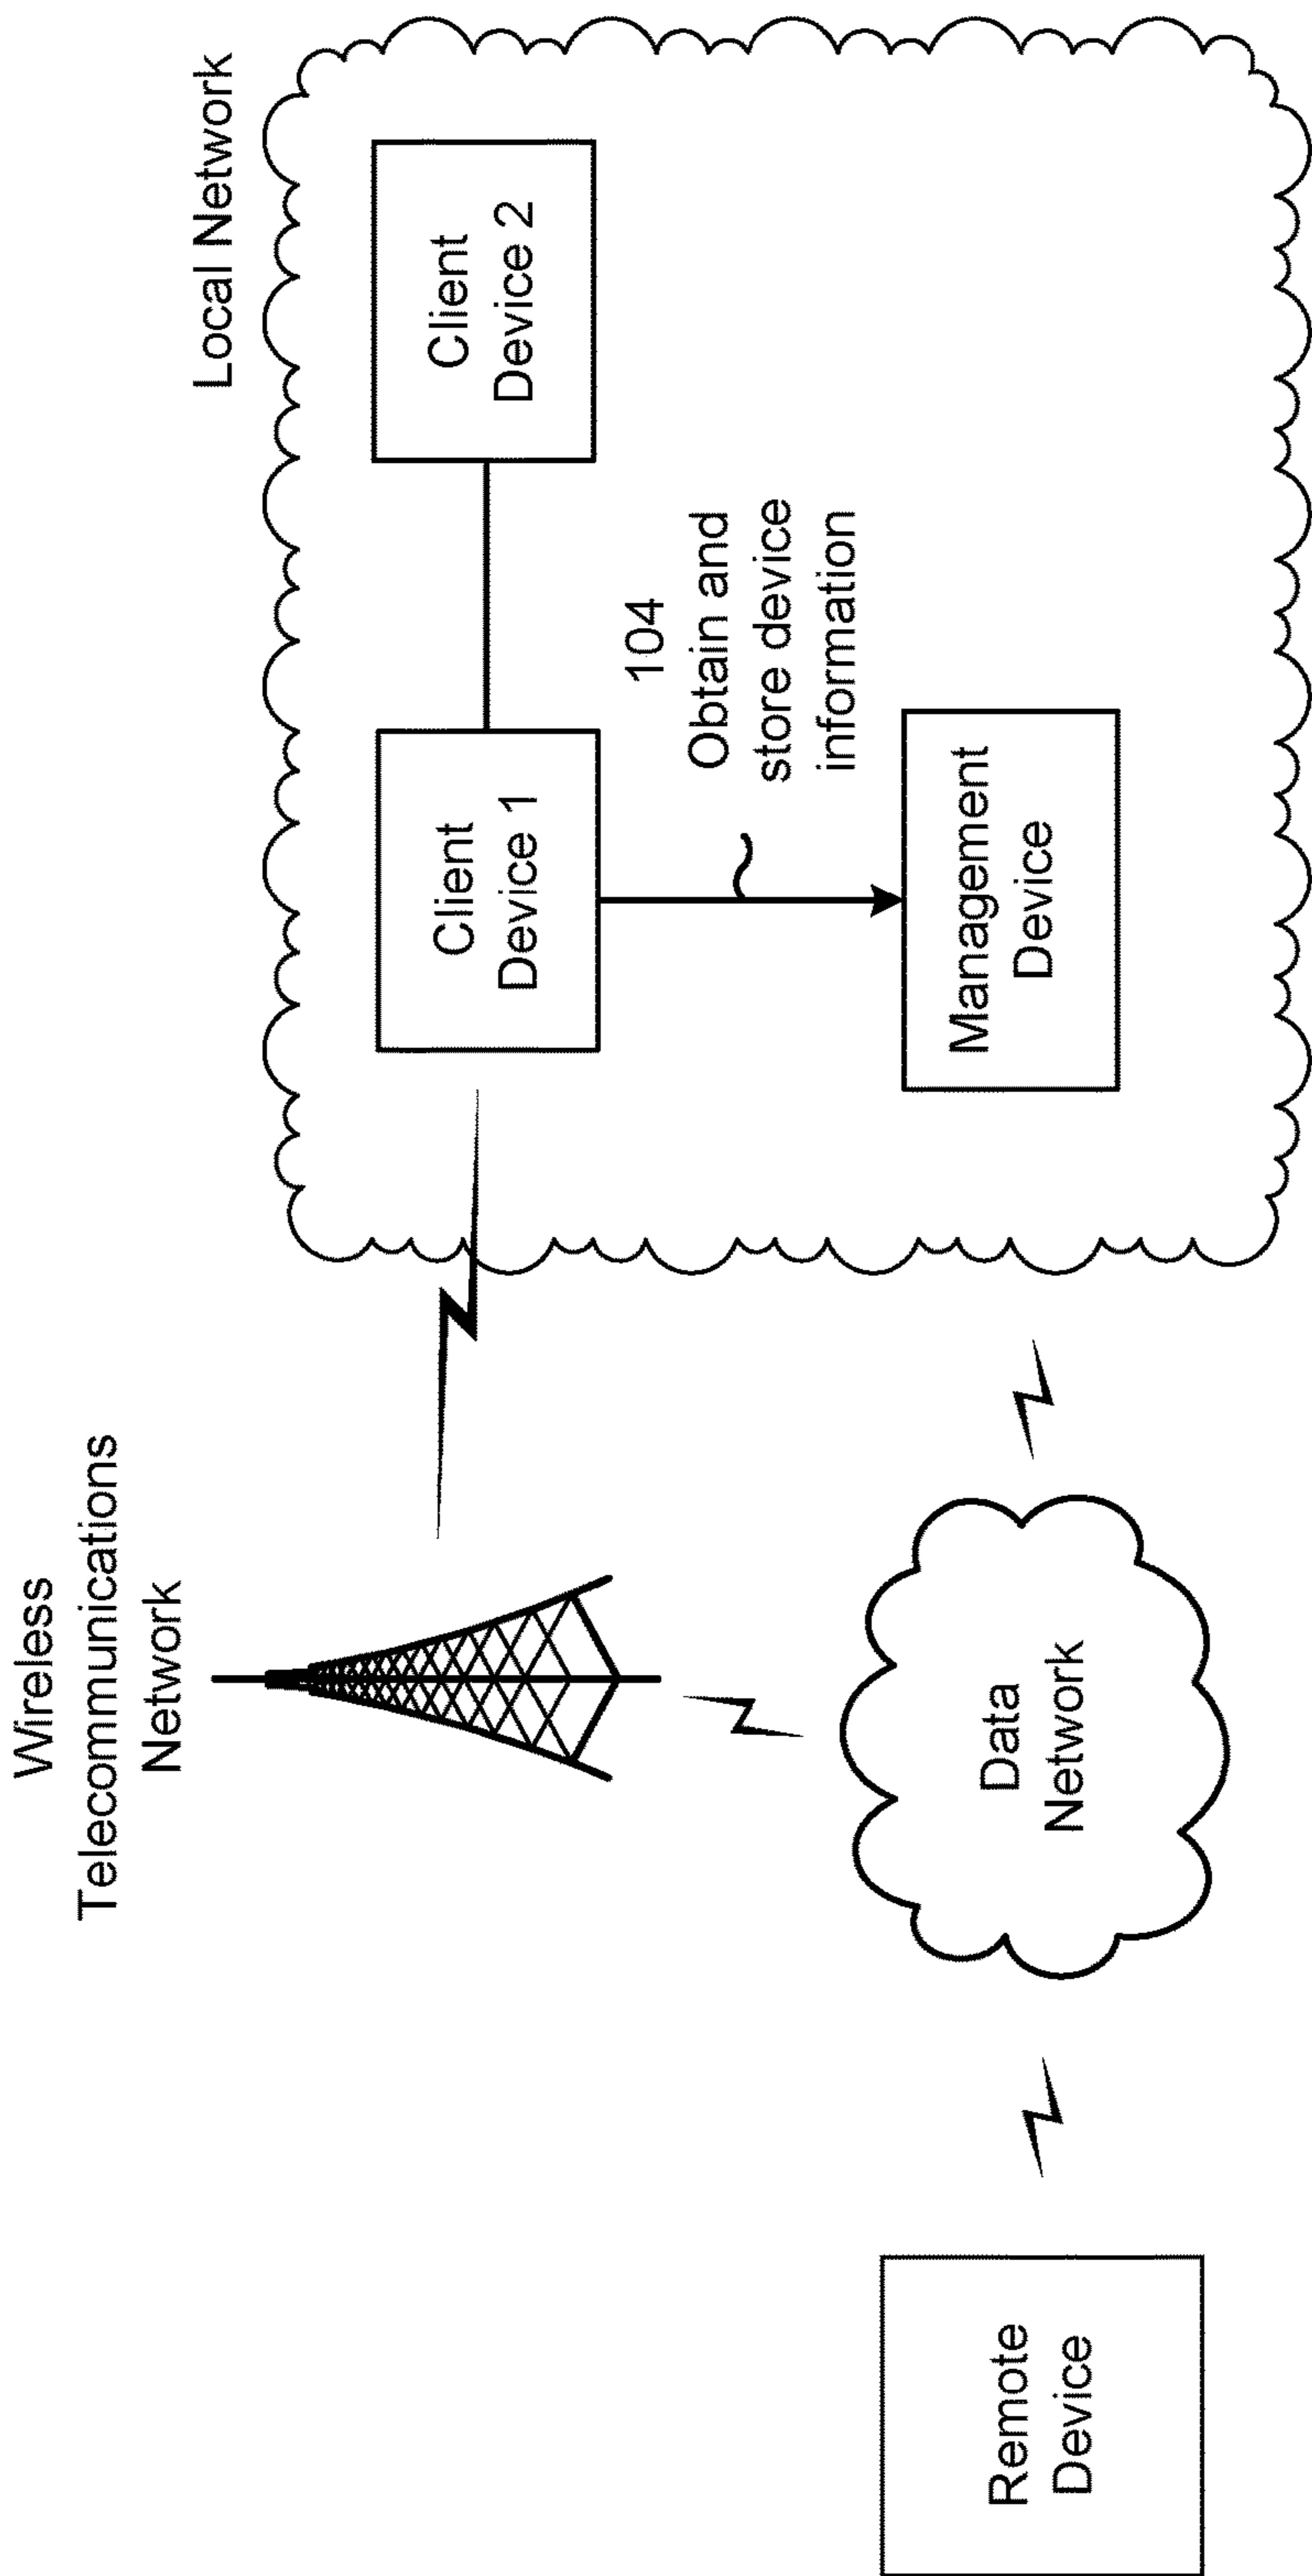 Wireless
Telecommunications
Network
Local Network
Client
Device 1
Client
Device 2
104
Obtain and
store device
information
Management
Device
Data
Network
Remote
Device